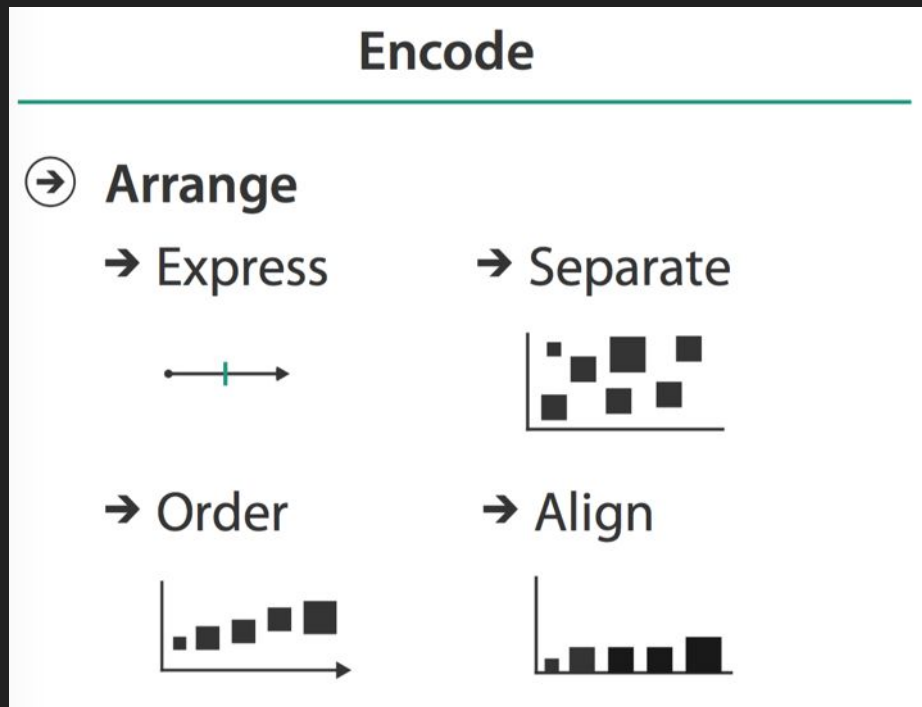 Encode
Arrange
Express
Separate
Order
Align